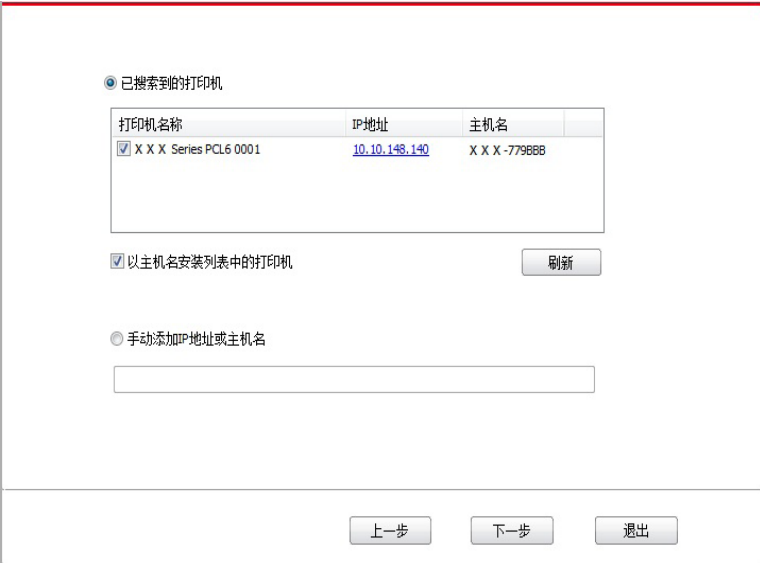 已搜索到的打印机
打印机名称 IP地址 主机名
X X X Series PCL6 0001 10.10.148.140 X X X -779BBB
以主机名安装列表中的打印机 刷新
手动添加IP地址或主机名
上一步 下一步 退出